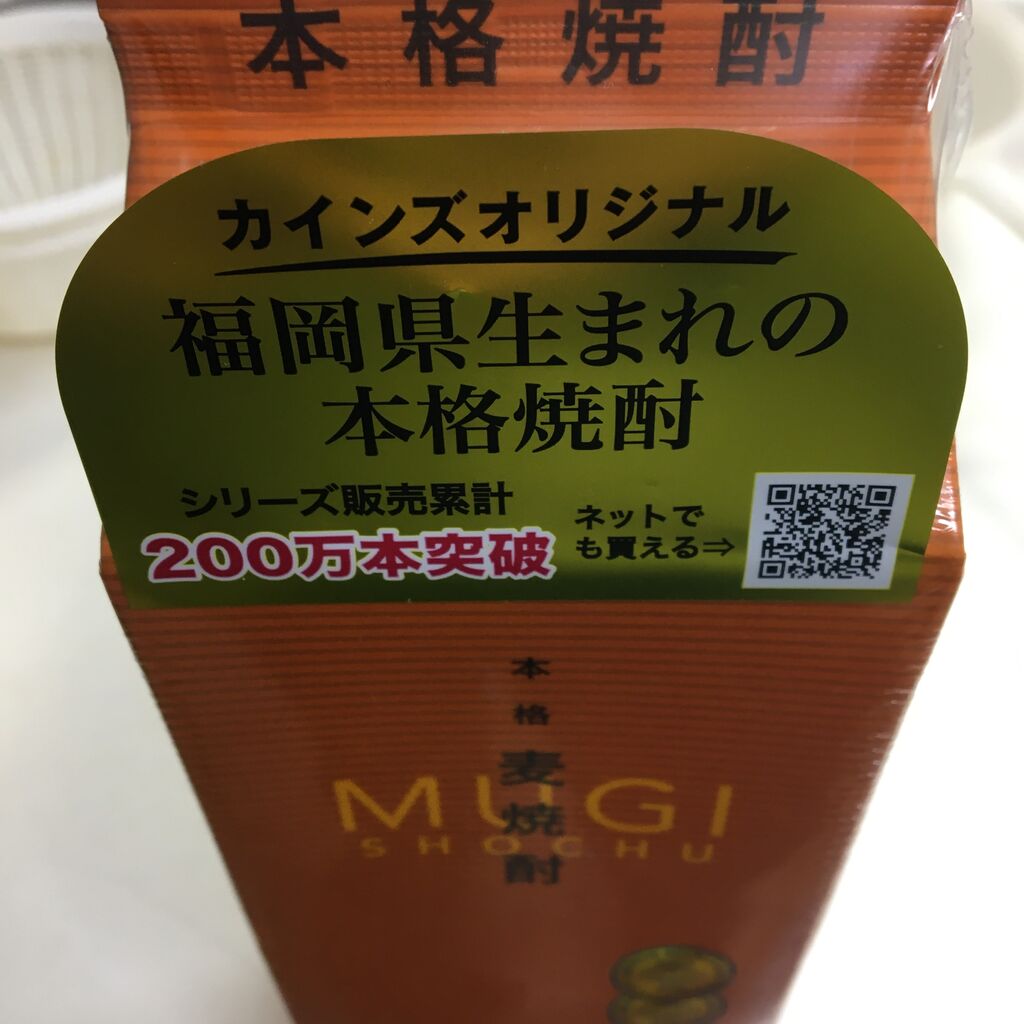 本格焼酎
カインズオリジナル
福岡県生まれの
本格焼酎
シリーズ販売累計
200万本突破
ネットで
も買える⇒
本格
麦焼酎
MUGI
SHOCHU